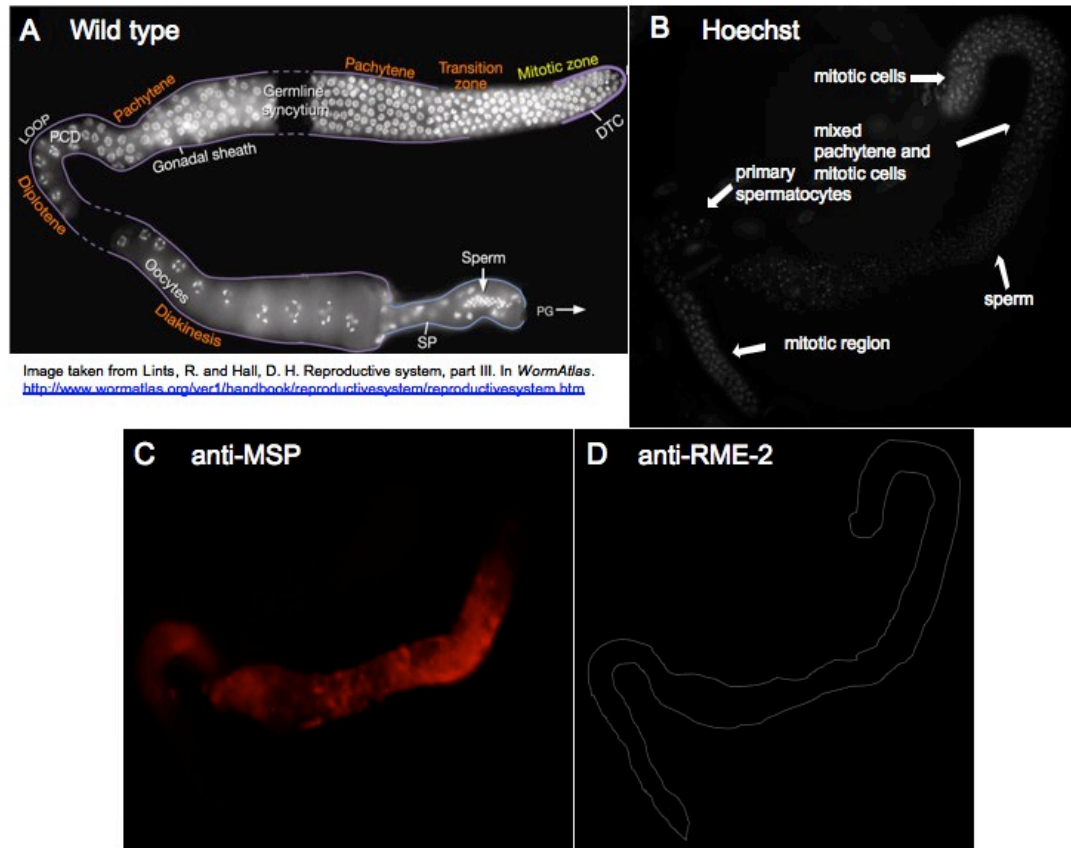 A Wild type
Pachytene
Transition
zone
Mitotic zone
DTC
Germline
syncytium
Pachytene
Gonadal sheath
LOOP
PCD
Diplotene
Oocytes
Diakinesis
Sperm
SP
PG
Image taken from Lints, R. and Hall, D. H. Reproductive system, part III. In WormAtlas.
http://www.wormatlas.org/ver1/handbook/reproductivesystem/reproductivesystem.htm
B Hoechst
mitotic cells
mixed
pachytene and
mitotic cells
primary
spermatocytes
sperm
mitotic region
C anti-MSP
D anti-RME-2